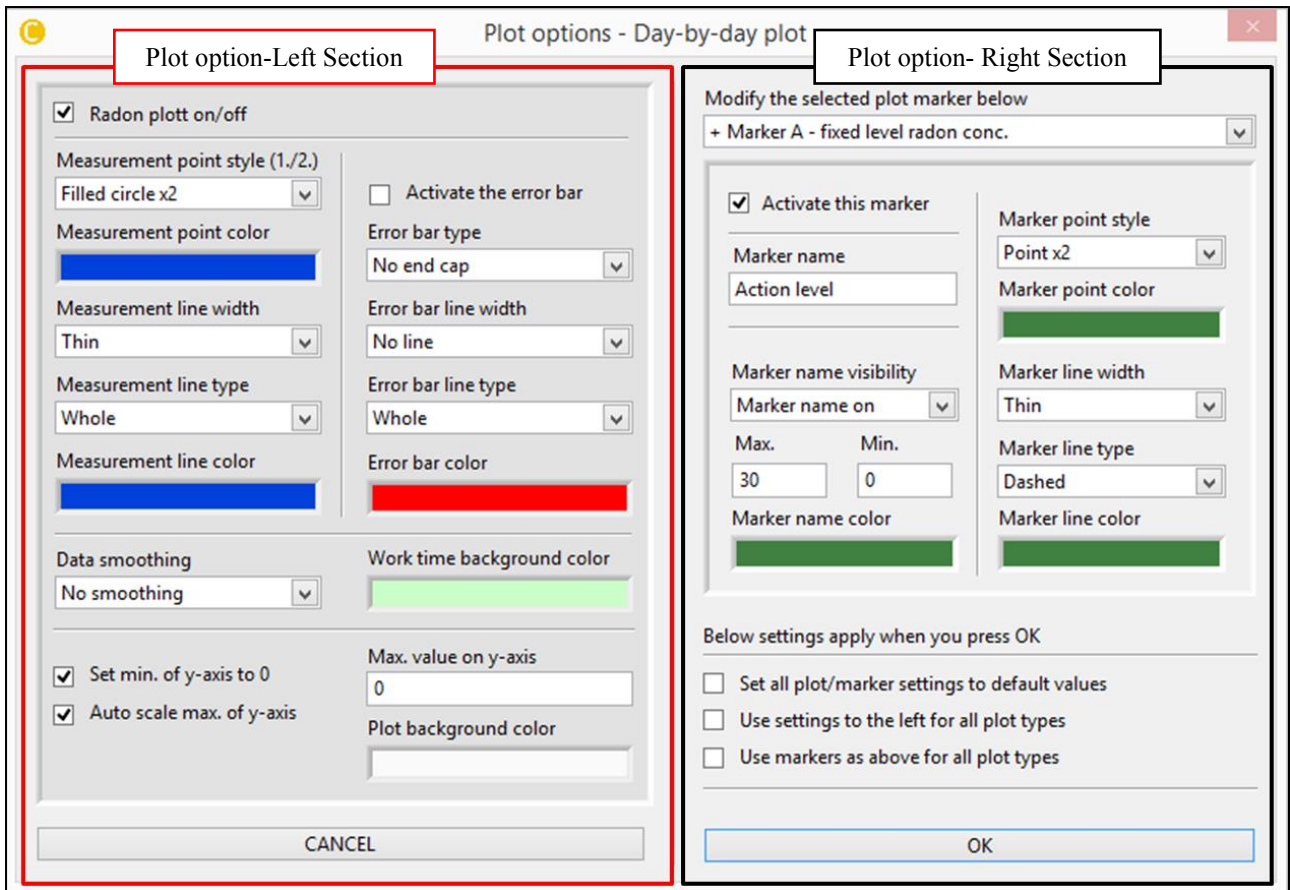 Plot options - Day-by-day plot
Plot option-Left Section
Radon plott on/off
Measurement point style (1./2.)
Filled circle x2
Measurement point color
Measurement line width
Thin
Measurement line type
Whole
Measurement line color
Activate the error bar
Error bar type
No end cap
Error bar line width
No line
Error bar line type
Whole
Error bar color
Data smoothing
No smoothing
Work time background color
Set min. of y-axis to 0
Auto scale max. of y-axis
Max. value on y-axis
0
Plot background color
CANCEL
Plot option- Right Section
Modify the selected plot marker below
+ Marker A - fixed level radon conc.
Activate this marker
Marker name
Action level
Marker name visibility
Marker name on
Max. Min.
30 0
Marker name color
Marker point style
Point x2
Marker point color
Marker line width
Thin
Marker line type
Dashed
Marker line color
Below settings apply when you press OK
Set all plot/marker settings to default values
Use settings to the left for all plot types
Use markers as above for all plot types
OK